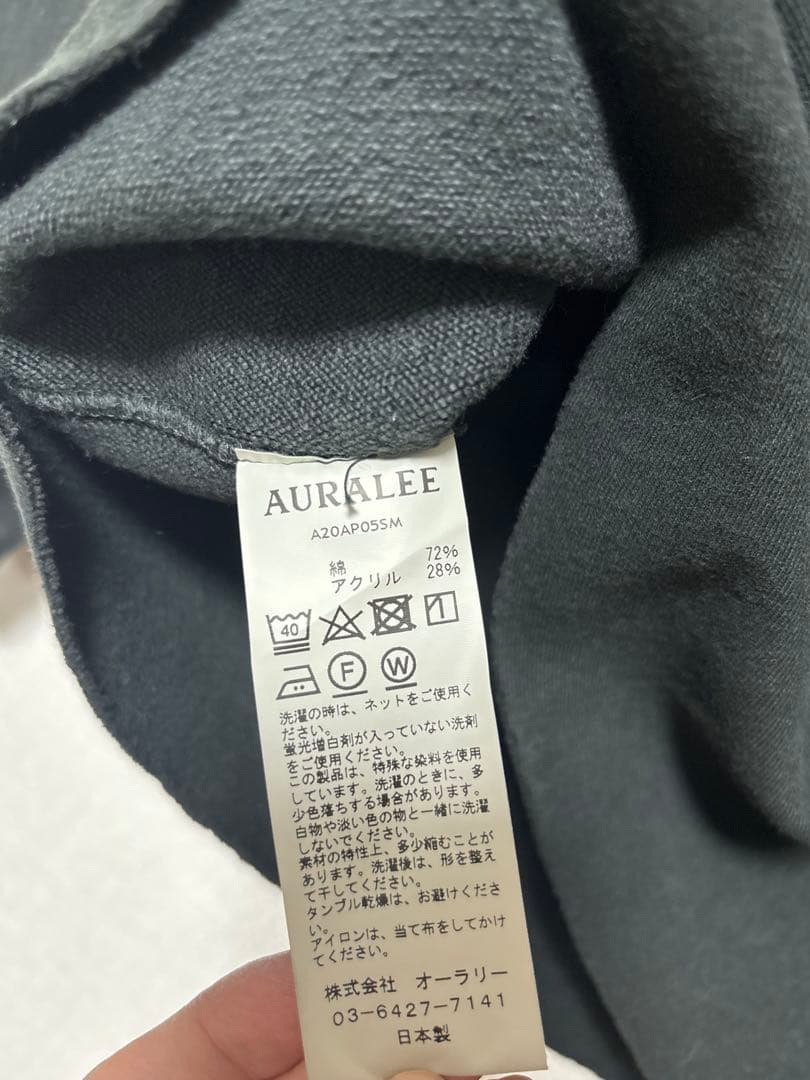 AURALEE
A20AP05SM
綿 72%
アクリル 28%
40
F W
洗濯の時は、ネットをご使用く
ださい。
蛍光増白剤が入っていない洗剤
をご使用ください。
この製品は、特殊な染料を使用
しています。洗濯のときに、多
少色落ちする場合があります。
白物や淡い色の物と一緒に洗濯
しないでください。
素材の特性上、多少縮むことが
あります。洗濯後は、形を整え
て干してください。
タンブル乾燥は、お避けくださ
い。
アイロンは、当て布をしてかけ
てください。
株式会社 オーラリー
03-6427-7141
日本製